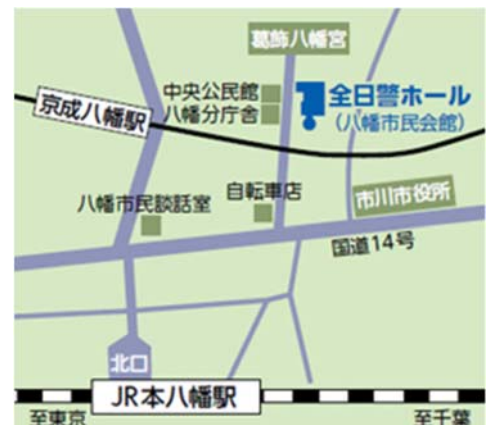 葛飾八幡宮
中央公民館
八幡分庁舎
全日警ホール
(八幡市民会館)
京成八幡駅
自転車店
八幡市民談話室
市川市役所
国道14号
北口
JR本八幡駅
至東京
至千葉